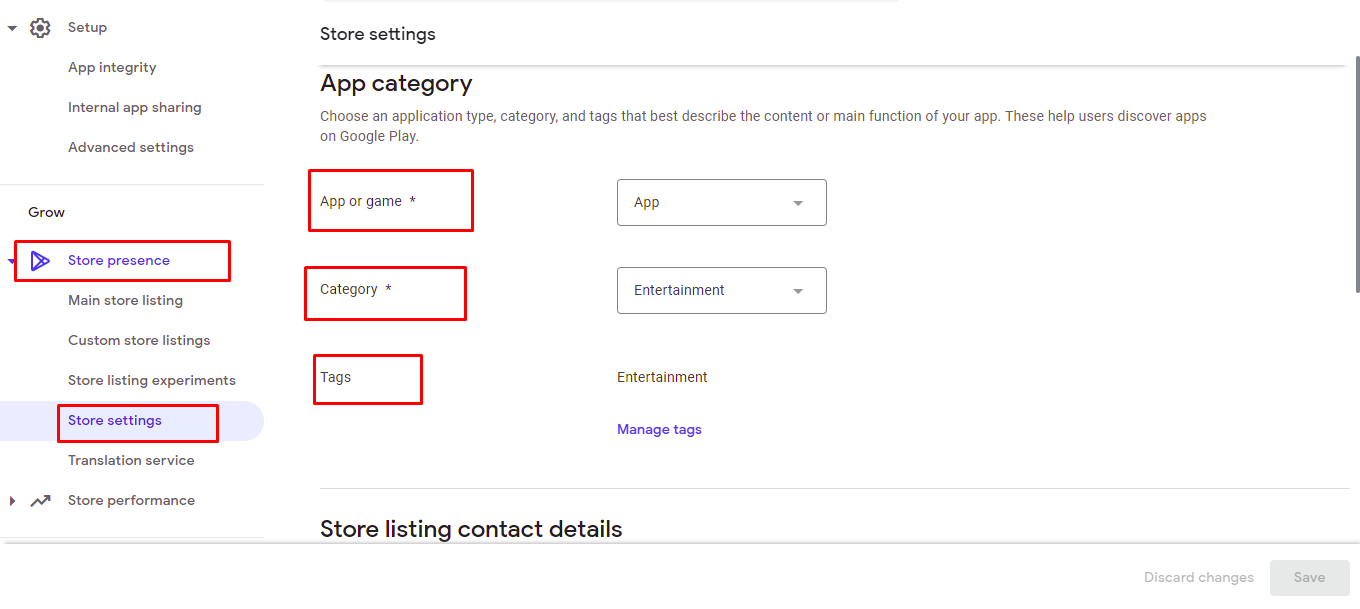 Setup
App integrity
Internal app sharing
Advanced settings
Grow
Store presence
Main store listing
Custom store listings
Store listing experiments
Store settings
Translation service
Store performance
Store settings
App category
Choose an application type, category, and tags that best describe the content or main function of your app. These help users discover apps
on Google Play.
App or game *
App
Category *
Entertainment
Tags
Entertainment
Manage tags
Store listing contact details
Discard changes
Save